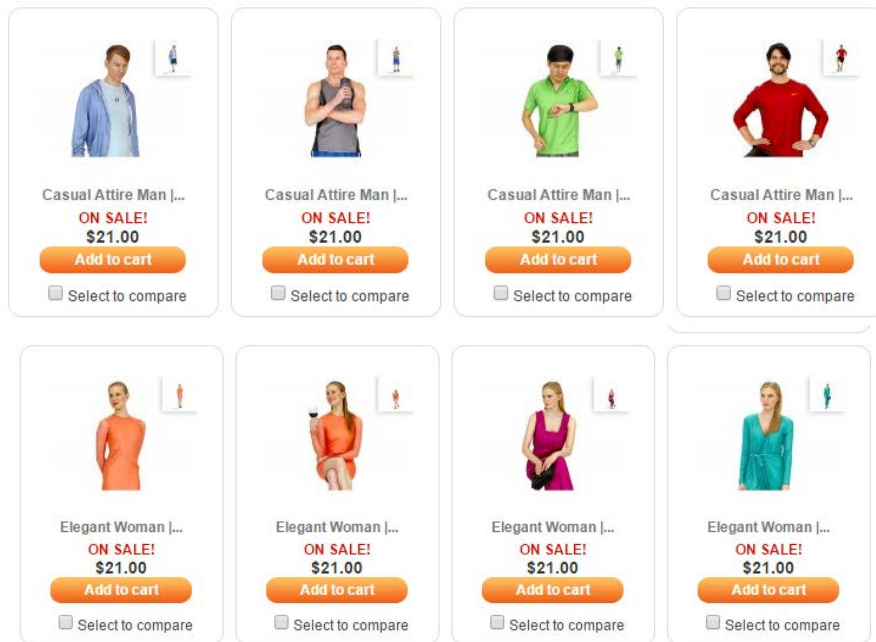 Casual Attire Man |... Casual Attire Man |... Casual Attire Man |... Casual Attire Man |...
ON SALE! ON SALE! ON SALE! ON SALE!
$21.00 $21.00 $21.00 $21.00
Add to cart Add to cart Add to cart Add to cart
Select to compare Select to compare Select to compare Select to compare
Elegant Woman |... Elegant Woman |... Elegant Woman |... Elegant Woman |...
ON SALE! ON SALE! ON SALE! ON SALE!
$21.00 $21.00 $21.00 $21.00
Add to cart Add to cart Add to cart Add to cart
Select to compare Select to compare Select to compare Select to compare